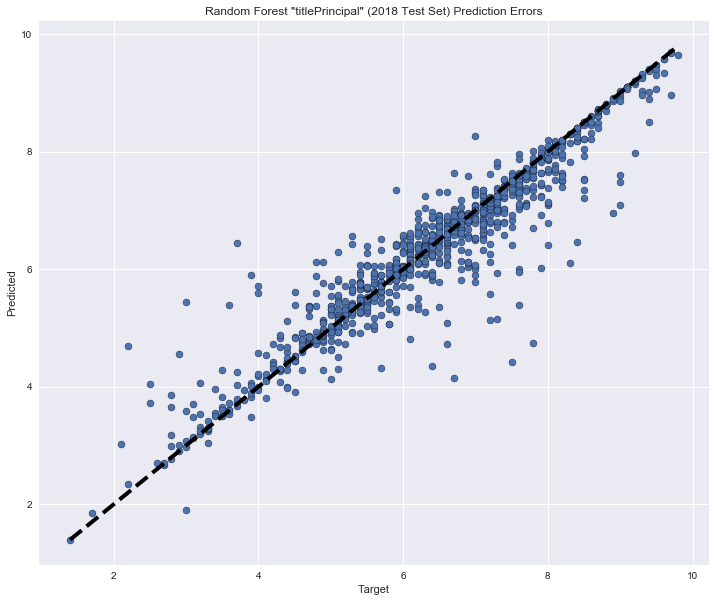 Random Forest "titlePrincipal" (2018 Test Set) Prediction Errors
10
8
Predicted
6
4
2
2 4 6 8 10
Target